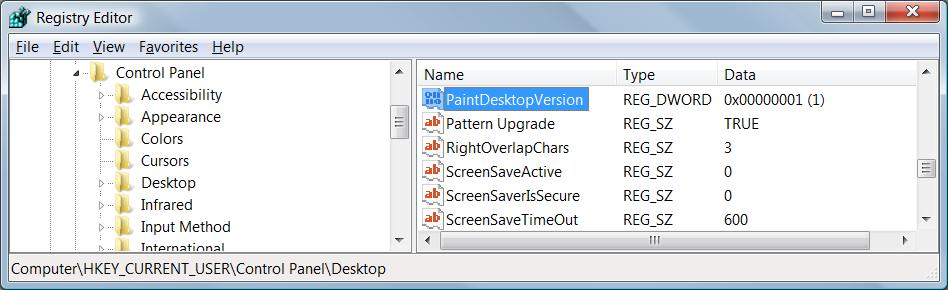 Registry Editor
File Edit View Favorites Help
Control Panel
Accessibility
Appearance
Colors
Cursors
Desktop
Infrared
Input Method
International
Name Type Data
PaintDesktopVersion REG_DWORD 0x00000001 (1)
Pattern Upgrade REG_SZ TRUE
RightOverlapChars REG_SZ 3
ScreenSaveActive REG_SZ 0
ScreenSaverIsSecure REG_SZ 0
ScreenSaveTimeOut REG_SZ 600
Computer\HKEY_CURRENT_USER\Control Panel\Desktop